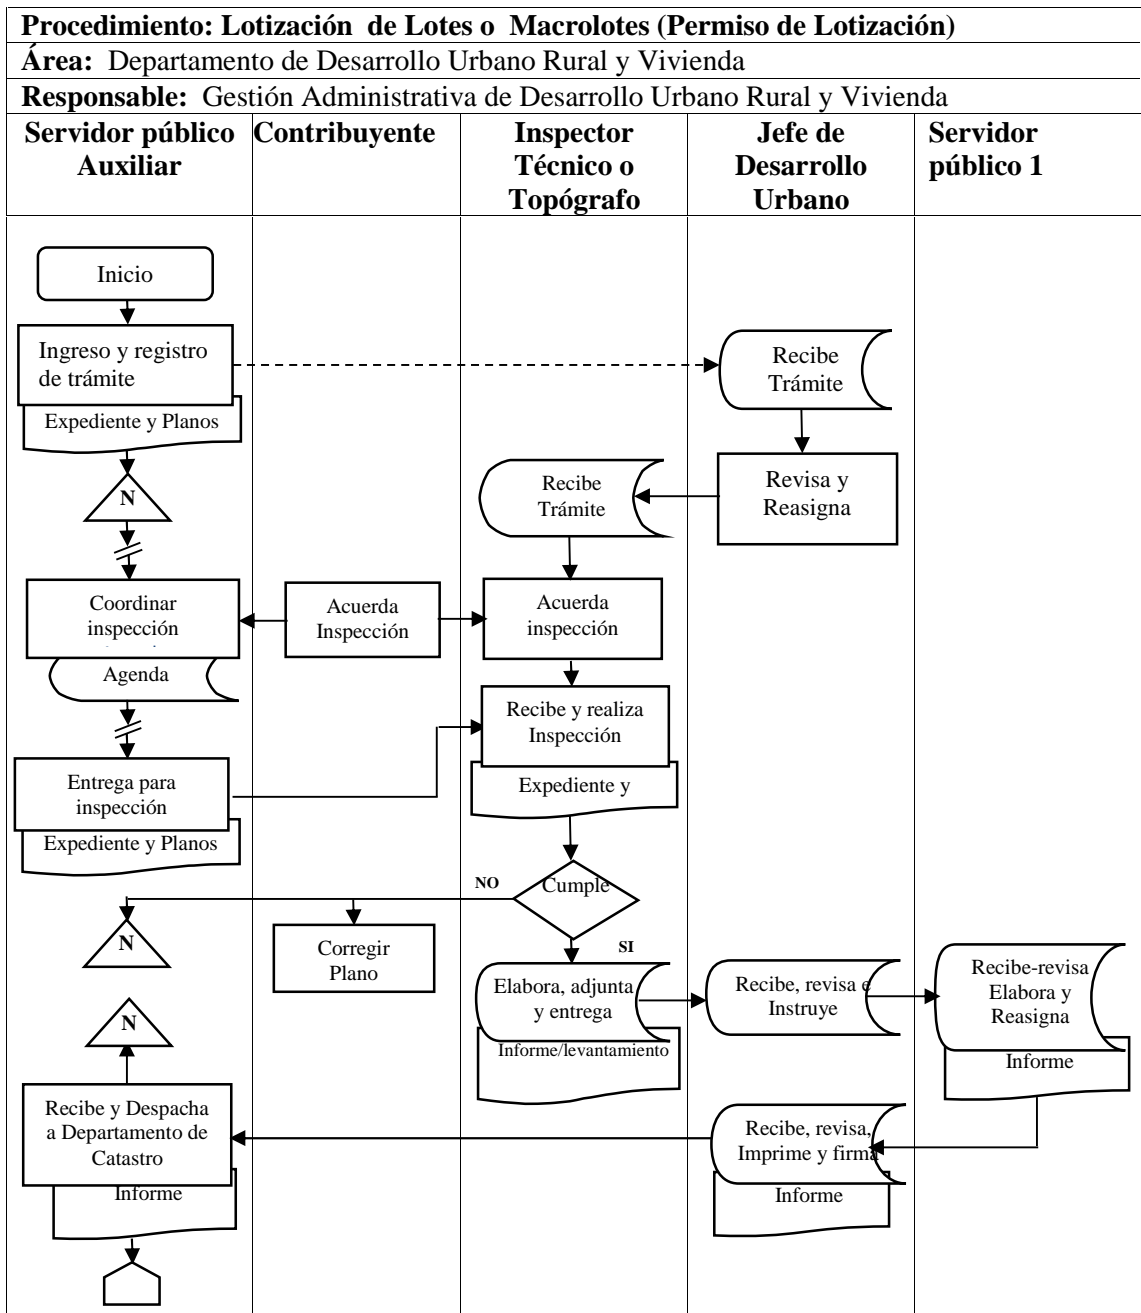 Procedimiento: Lotización de Lotes o Macrolotes (Permiso de Lotización)
Área: Departamento de Desarrollo Urbano Rural y Vivienda
Responsable: Gestión Administrativa de Desarrollo Urbano Rural y Vivienda
Servidor público
Auxiliar
Contribuyente
Inspector
Técnico o
Topógrafo
Jefe de
Desarrollo
Urbano
Servidor
público 1
Inicio
Ingreso y registro
de trámite
Expediente y Planos
Recibe
Trámite
N
Recibe
Trámite
Revisa y
Reasigna
Coordinar
inspección
Agenda
Acuerda
Inspección
Acuerda
inspección
Recibe y realiza
Inspección
Expediente y
Entrega para
inspección
Expediente y Planos
Cumple
NO
SI
N
Corregir
Plano
Elabora, adjunta
y entrega
Informe/levantamiento
Recibe, revisa e
Instruye
Recibe-revisa
Elabora y
Reasigna
Informe
N
Recibe y Despacha
a Departamento de
Catastro
Informe
Recibe, revisa,
Imprime y firma
Informe